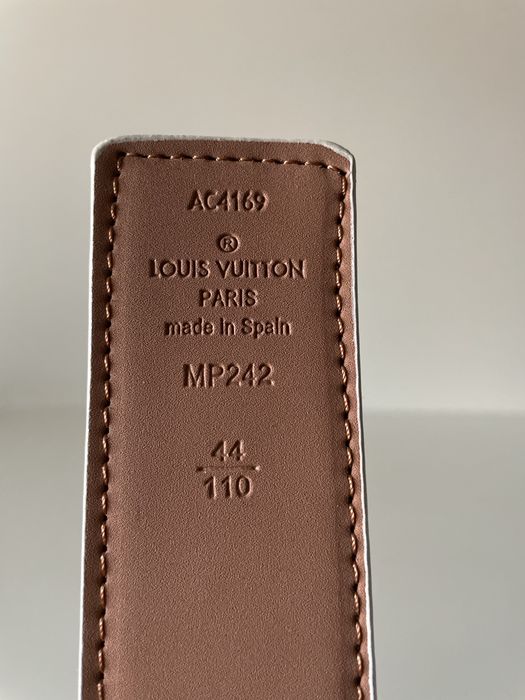 AC4169
®
LOUIS VUITTON
PARIS
made in Spain
MP242
44
110